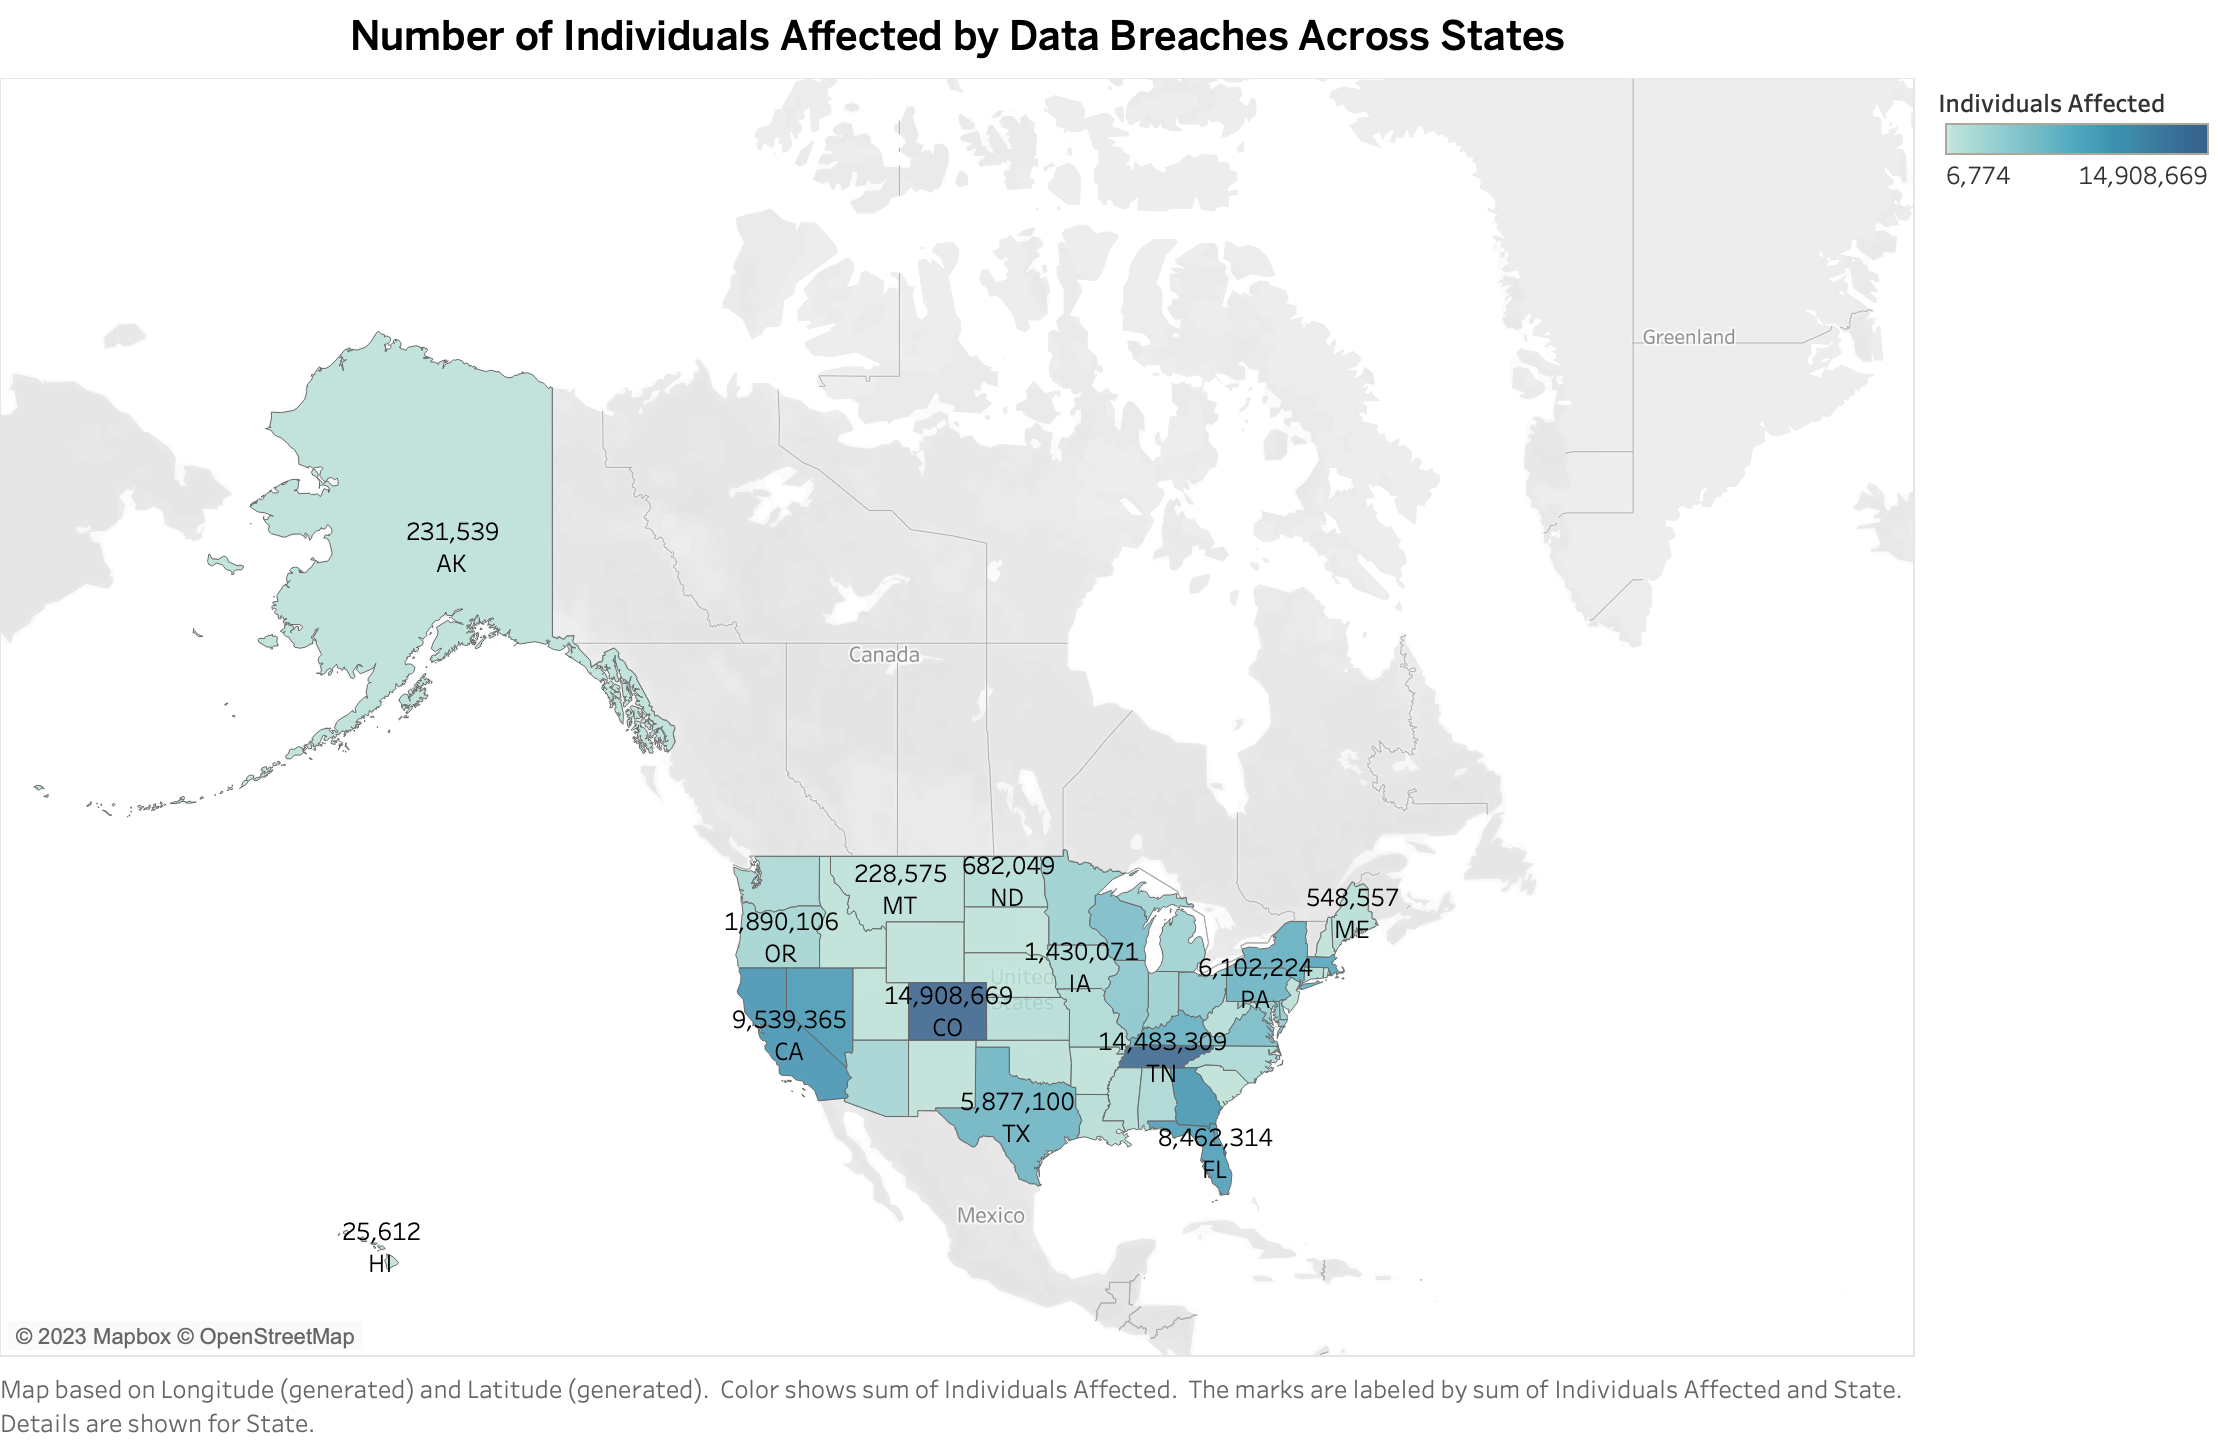 Number of Individuals Affected by Data Breaches Across States
Individuals Affected
6,774 14,908,669
Greenland
231,539
AK
Canada
228,575
MT
682,049
ND
548,557
ME
1,890,106
OR
1,430,071
IA
6,102,224
PA
United
States
14,908,669
CO
9,539,365
CA
14,483,309
TN
5,877,100
TX
8,462,314
FL
Mexico
25,612
HI
© 2023 Mapbox © OpenStreetMap
Map based on Longitude (generated) and Latitude (generated). Color shows sum of Individuals Affected. The marks are labeled by sum of Individuals Affected and State.
Details are shown for State.